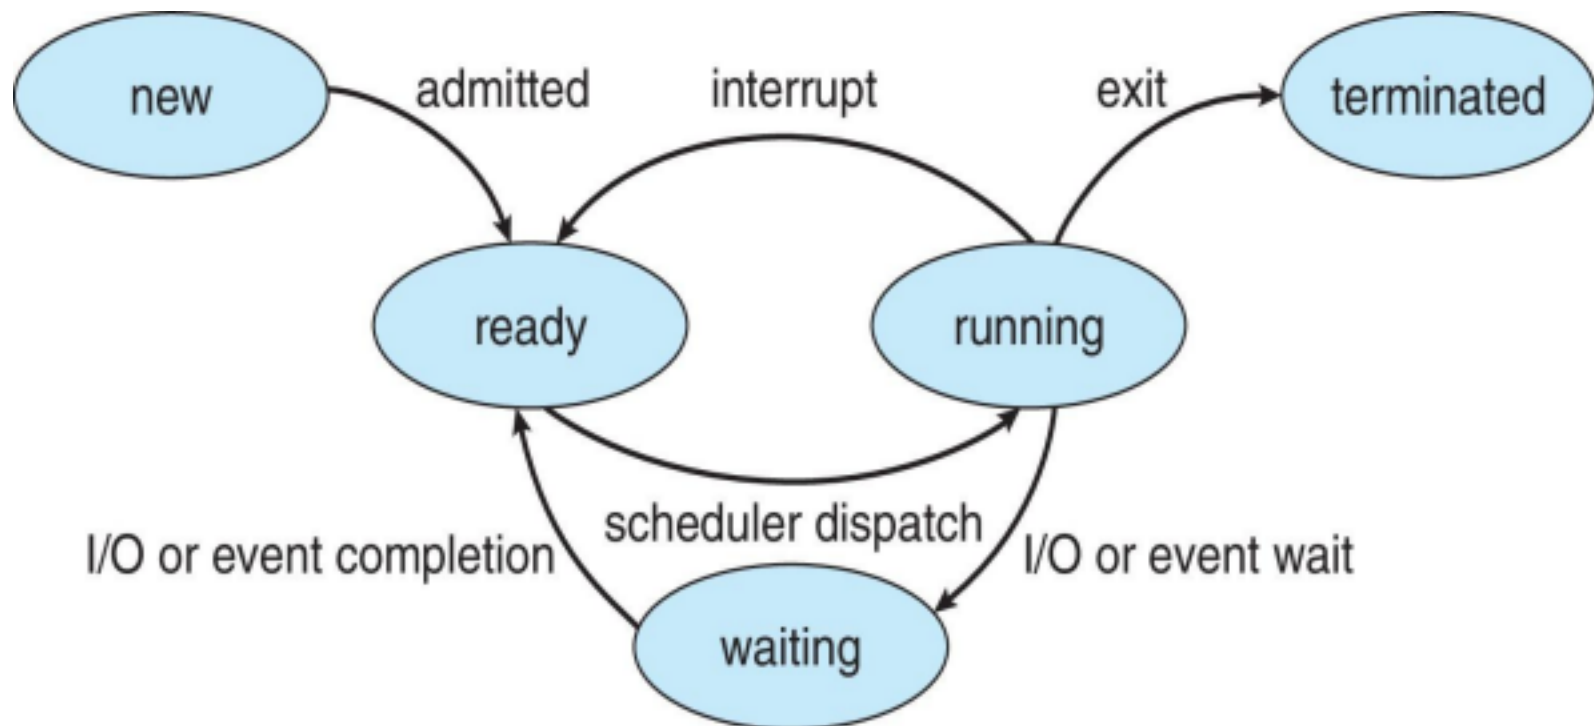 new
admitted
interrupt
exit
terminated
ready
running
scheduler dispatch
I/O or event completion
I/O or event wait
waiting